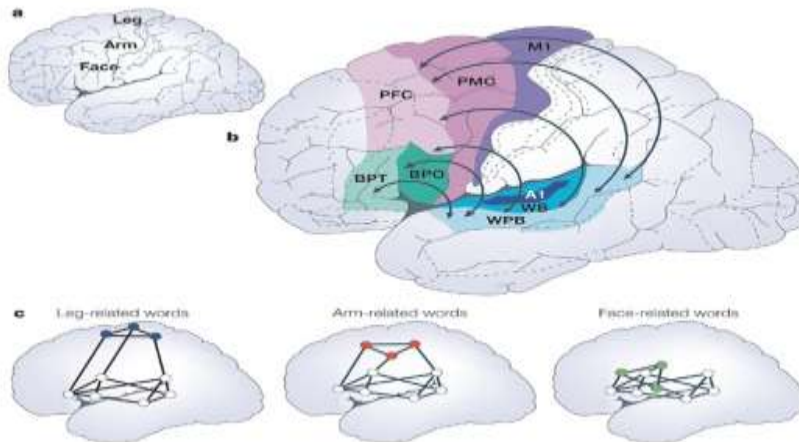 a
Leg
Arm
Face
b
M1
PMC
PFC
BPT
BPO
A1
WB
WPB
c
Leg-related words
Arm-related words
Face-related words